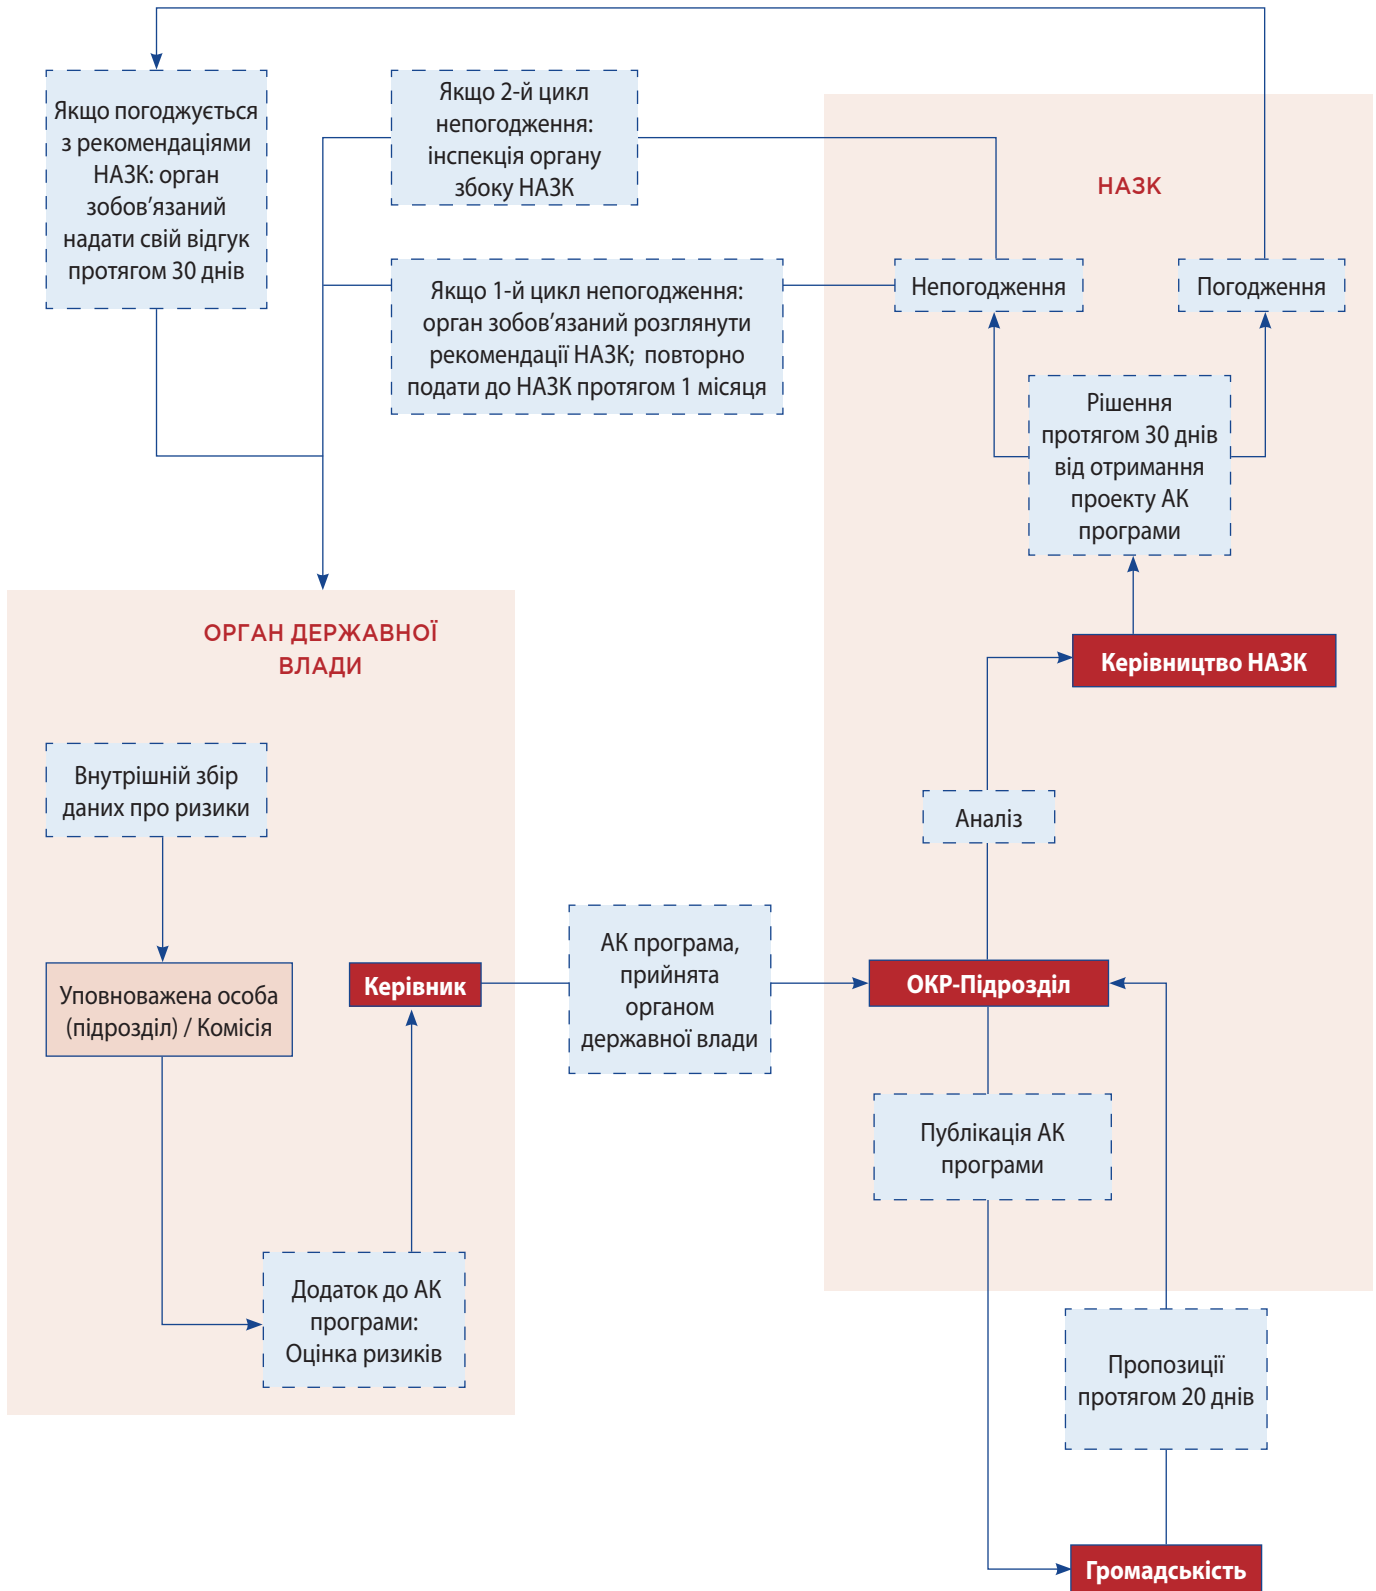 Якщо погоджується
з рекомендаціями
НАЗК: орган
зобов’язаний
надати свій відгук
протягом 30 днів
Якщо 2-й цикл
непогодження:
інспекція органу
збоку НАЗК
НАЗК
Якщо 1-й цикл непогодження:
орган зобов’язаний розглянути
рекомендації НАЗК; повторно
подати до НАЗК протягом 1 місяця
Непогодження
Погодження
Рішення
протягом 30 днів
від отримання
проекту АК
програми
ОРГАН ДЕРЖАВНОЇ
ВЛАДИ
Керівництво НАЗК
Внутрішній збір
даних про ризики
Аналіз
Уповноважена особа
(підрозділ) / Комісія
Керівник
АК програма,
прийнята
органом
державної влади
ОКР-Підрозділ
Публікація АК
програми
Додаток до АК
програми:
Оцінка ризиків
Пропозиції
протягом 20 днів
Громадськість